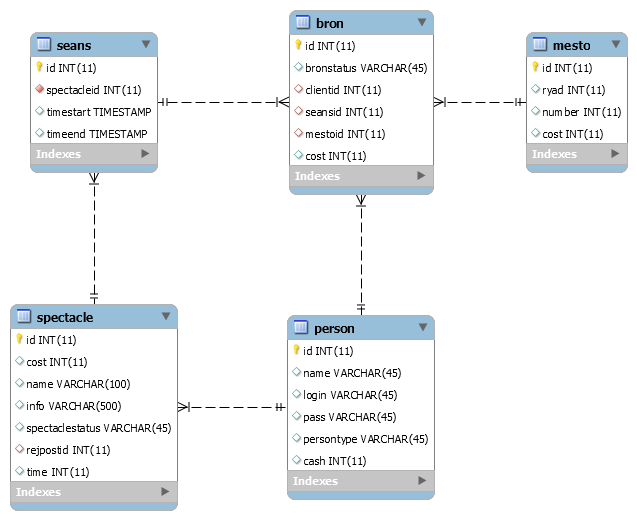 seans
id INT(11)
spectacleid INT(11)
timestart TIMESTAMP
timeend TIMESTAMP
Indexes
bron
id INT(11)
bronstatus VARCHAR(45)
clientid INT(11)
seansid INT(11)
mestoid INT(11)
cost INT(11)
Indexes
mesto
id INT(11)
ryad INT(11)
number INT(11)
cost INT(11)
Indexes
spectacle
id INT(11)
cost INT(11)
name VARCHAR(100)
info VARCHAR(500)
spectaclestatus VARCHAR(45)
rejpostid INT(11)
time INT(11)
Indexes
person
id INT(11)
name VARCHAR(45)
login VARCHAR(45)
pass VARCHAR(45)
persontype VARCHAR(45)
cash INT(11)
Indexes